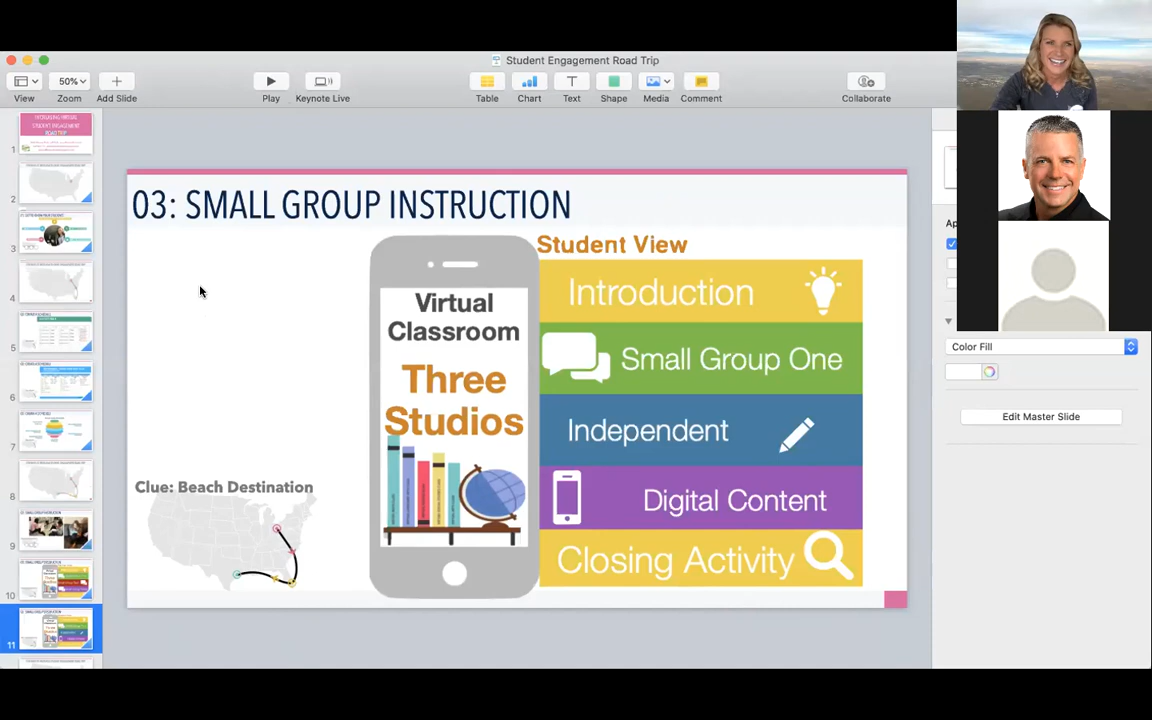 Student Engagement Road Trip
50%
View
Zoom
Add Slide
Play
Keynote Live
Table
Chart
Text
Shape
Media
Comment
Collaborate
1
2
3
4
5
6
7
8
9
10
11
03: SMALL GROUP INSTRUCTION
Student View
Virtual
Classroom
Three
Studios
Introduction
Small Group One
Independent
Digital Content
Closing Activity
Clue: Beach Destination
Color Fill
Edit Master Slide